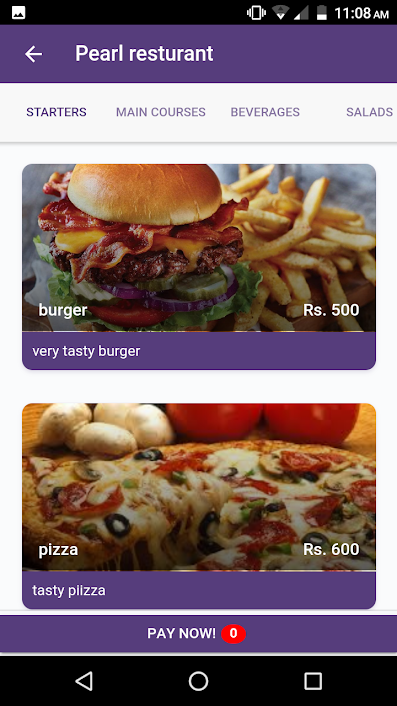 11:08 AM
Pearl resturant
STARTERS MAIN COURSES BEVERAGES SALADS
burger Rs. 500
very tasty burger
pizza Rs. 600
tasty pIlzza
PAY NOW! 0